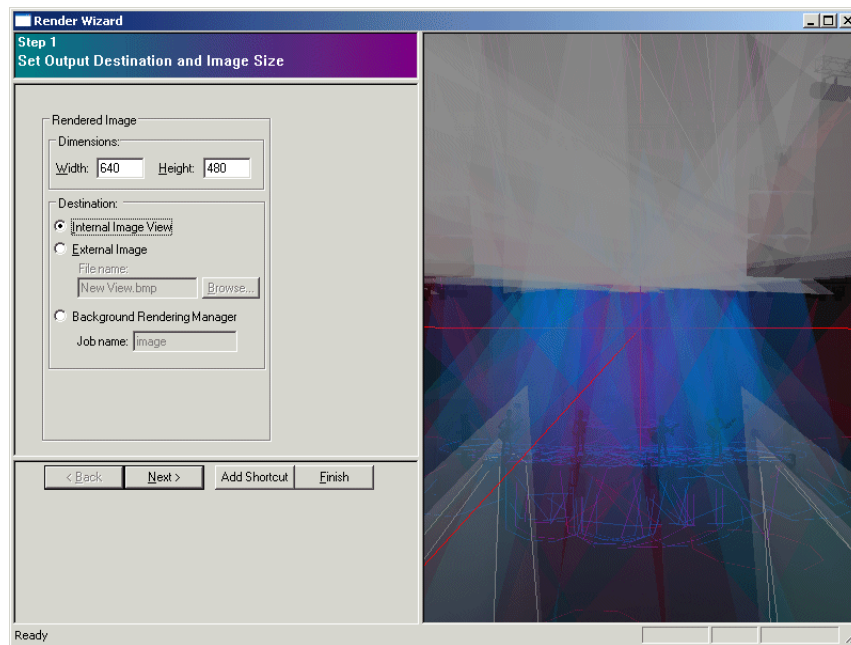 Render Wizard
Step 1
Set Output Destination and Image Size
Rendered Image
Dimensions:
Width: 640 Height: 480
Destination:
Internal Image View
External Image
File name:
New View.bmp Browse...
Background Rendering Manager
Job name: image
< Back Next > Add Shortcut Finish
Ready